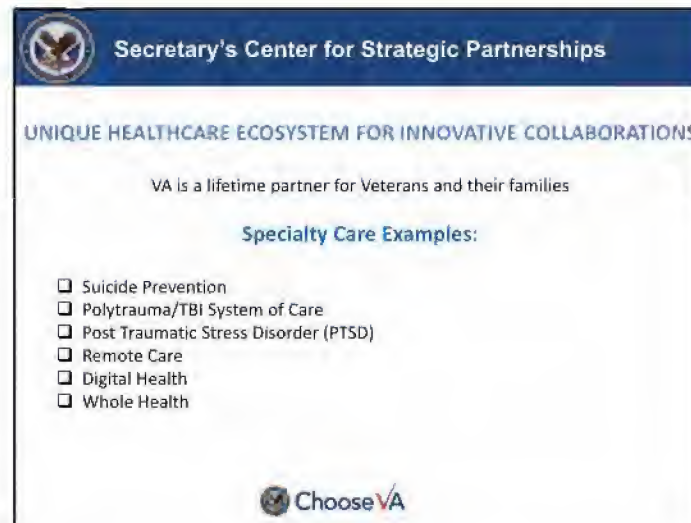 Secretary's Center for Strategic Partnerships
UNIQUE HEALTHCARE ECOSYSTEM FOR INNOVATIVE COLLABORATIONS
VA is a lifetime partner for Veterans and their families
Specialty Care Examples:
❑ Suicide Prevention
❑ Polytrauma/TBI System of Care
❑ Post Traumatic Stress Disorder (PTSD)
❑ Remote Care
❑ Digital Health
❑ Whole Health
Choose VA